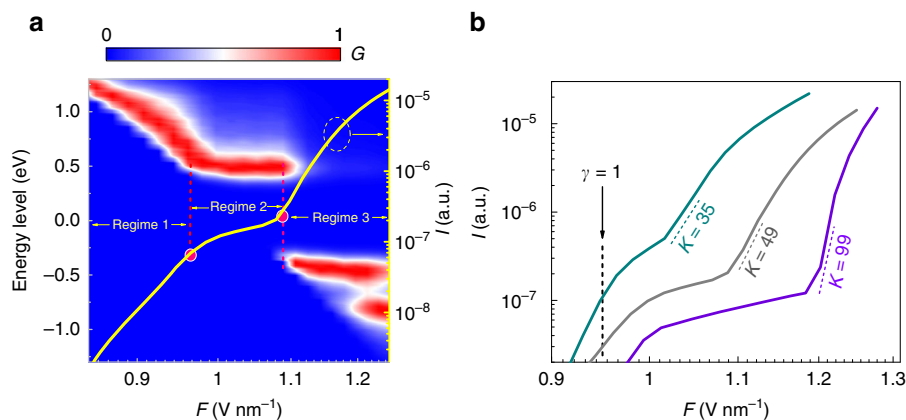 a
0 1
G
Energy level (eV)
1.0
0.5
0.0
−0.5
−1.0
Regime 1
Regime 2
Regime 3
10⁻⁵
10⁻⁶
10⁻⁷
10⁻⁸
I (a.u.)
0.9 1.0 1.1 1.2
F (V nm⁻¹)
b
I (a.u.)
10⁻⁵
10⁻⁶
10⁻⁷
γ = 1
K = 35
K = 49
K = 99
0.9 1 1.1 1.2 1.3
F (V nm⁻¹)